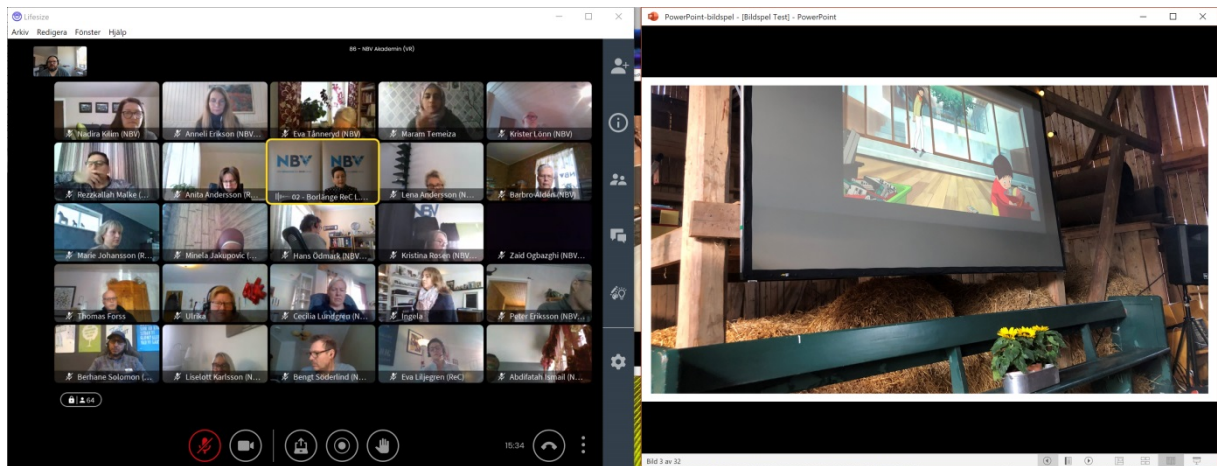 Lifesize
Arkiv Redigera Fönster Hjälp
B6 - NBV Akademin (VR)
Nadira Kilim (NBV)
Anneli Erikson (NBV...
Eva Tånneryd (NBV)
Maram Temeiza
Krister Lönn (NBV)
Rezzkallah Malke (...
Anita Andersson (R...
NBV NBV
02 - Borlänge ReC L...
Lena Andersson (N...
Barbro Aldén (NBV)
Marie Johansson (R...
Minela Jakupovic (...
Hans Ödmark (NBV...
Kristina Rosen (NBV...
Zaid Ogbazghi (NBV...
Thomas Forss
Ulrika
Cecilia Lundgren (N...
Ingela
Peter Eriksson (NBV...
Berhane Solomon (...
Liselott Karlsson (N...
Bengt Söderlind (N...
Eva Liljegren (ReC)
Abdifatah Ismail (N...
64
15:34
PowerPoint-bildspel - [Bildspel Test] - PowerPoint
Bild 3 av 32